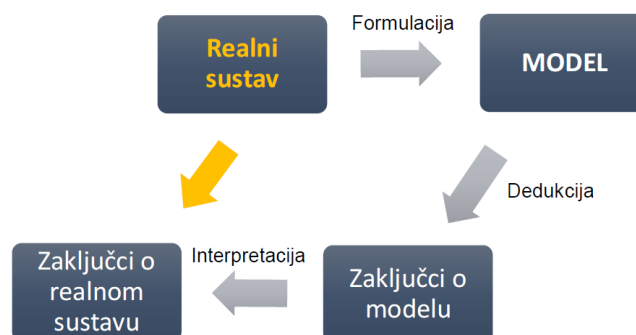 Realni
sustav
Formulacija
MODEL
Dedukcija
Zaključci o
realnom
sustavu
Interpretacija
Zaključci o
modelu